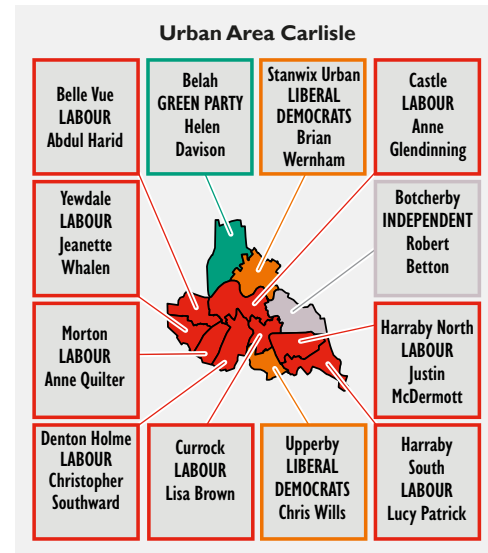 Urban Area Carlisle
Belle Vue
LABOUR
Abdul Harid
Belah
GREEN PARTY
Helen
Davison
Stanwix Urban
LIBERAL
DEMOCRATS
Brian
Wernham
Castle
LABOUR
Anne
Glendinning
Yewdale
LABOUR
Jeanette
Whalen
Botcherby
INDEPENDENT
Robert
Betton
Morton
LABOUR
Anne Quilter
Harraby North
LABOUR
Justin
McDermott
Denton Holme
LABOUR
Christopher
Southward
Currock
LABOUR
Lisa Brown
Upperby
LIBERAL
DEMOCRATS
Chris Wills
Harraby
South
LABOUR
Lucy Patrick